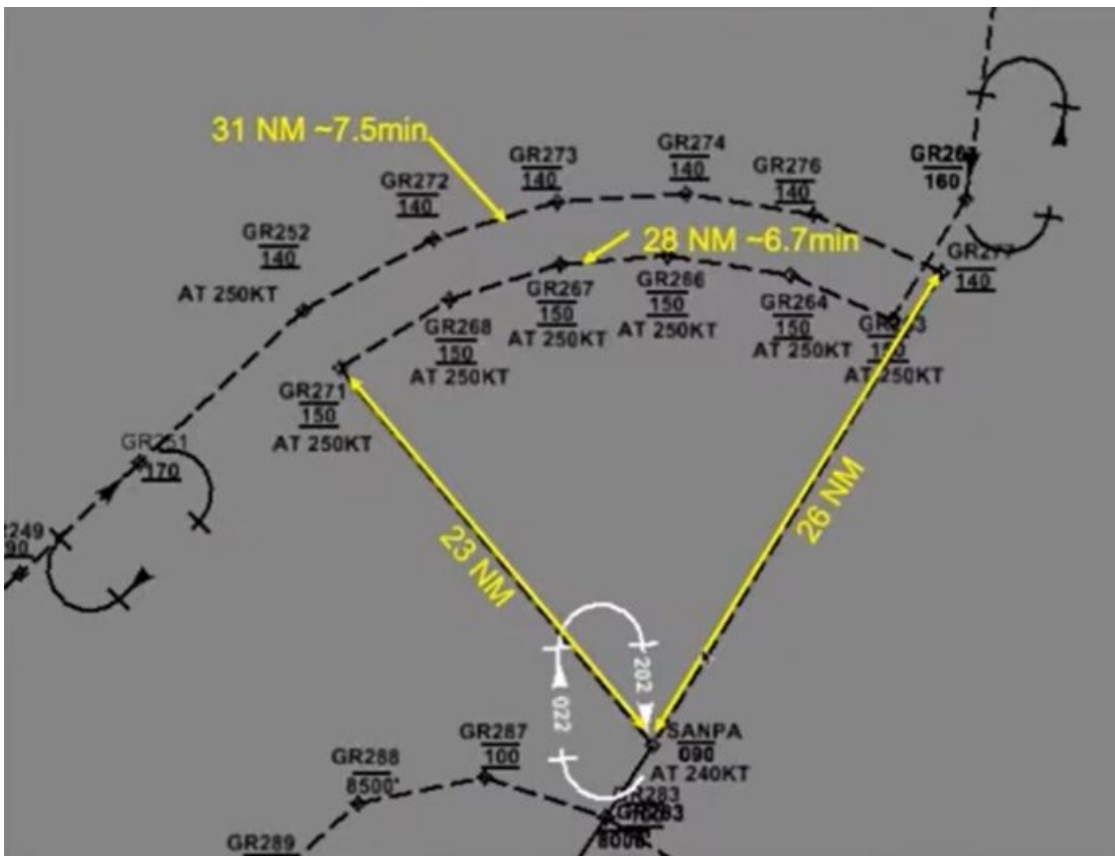 31 NM ~7.5min
GR273
140
GR274
140
GR276
140
160
GR272
140
GR252
140
AT 250KT
28 NM ~6.7min
GR277
140
GR267
150
AT 250KT
GR266
150
AT 250KT
GR264
150
AT 250KT
AT 250KT
GR268
150
AT 250KT
GR271
150
AT 250KT
GR251
170
23 NM
26 NM
202
022
SANPA
090
AT 240KT
GR287
100
GR288
8500'
GR283
GR289